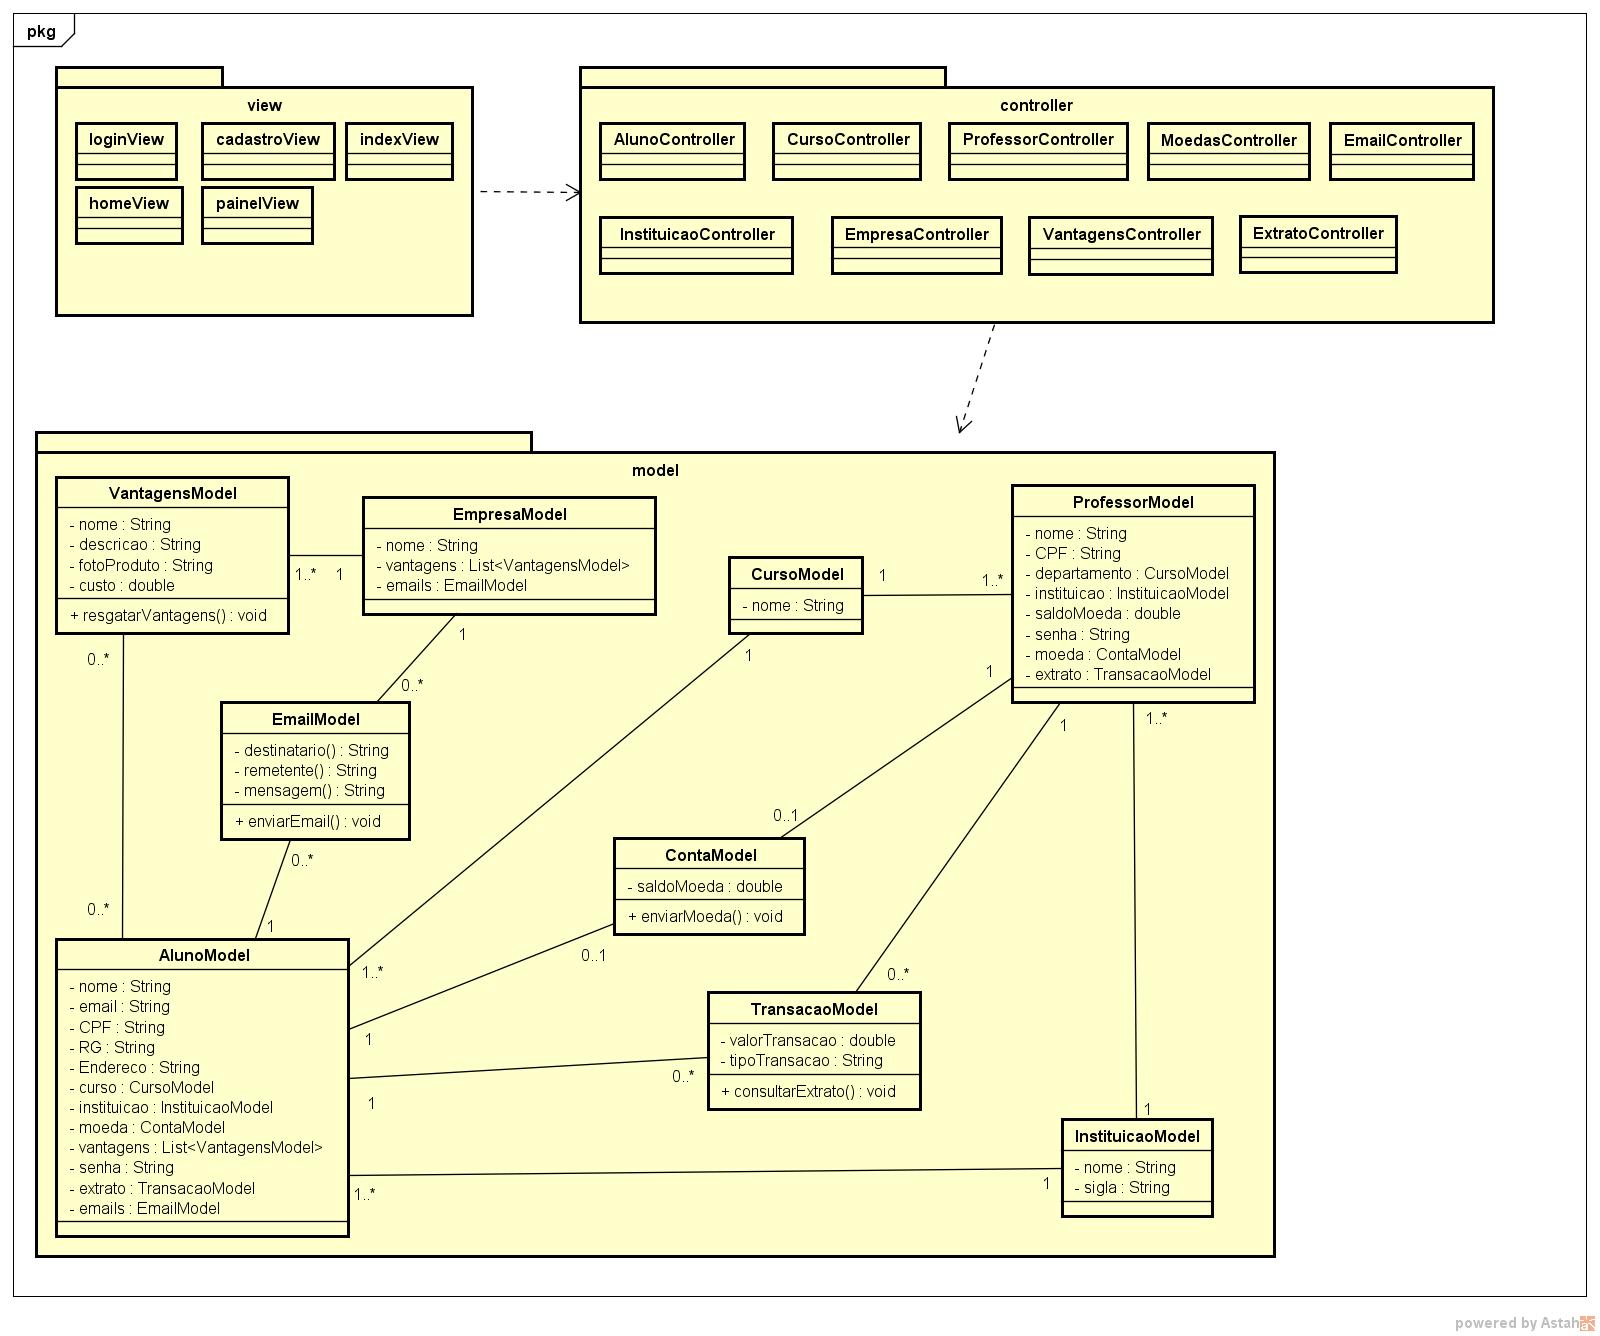 pkg
view
loginView
cadastroView
indexView
homeView
painelView
controller
AlunoController
CursoController
ProfessorController
MoedasController
EmailController
InstituicaoController
EmpresaController
VantagensController
ExtratoController
model
VantagensModel
- nome : String
- descricao : String
- fotoProduto : String
- custo : double
+ resgatarVantagens() : void
1..*
1
EmpresaModel
- nome : String
- vantagens : List<VantagensModel>
- emails : EmailModel
1
0..*
CursoModel
- nome : String
1
1..*
1
ProfessorModel
- nome : String
- CPF : String
- departamento : CursoModel
- instituicao : InstituicaoModel
- saldoMoeda : double
- senha : String
- moeda : ContaModel
- extrato : TransacaoModel
1
1
1..*
0..*
EmailModel
- destinatario() : String
- remetente() : String
- mensagem() : String
+ enviarEmail() : void
0..*
1
0..1
ContaModel
- saldoMoeda : double
+ enviarMoeda() : void
0..1
0..*
AlunoModel
- nome : String
- email : String
- CPF : String
- RG : String
- Endereco : String
- curso : CursoModel
- instituicao : InstituicaoModel
- moeda : ContaModel
- vantagens : List<VantagensModel>
- senha : String
- extrato : TransacaoModel
- emails : EmailModel
1..*
1
1
1..*
0..*
TransacaoModel
- valorTransacao : double
- tipoTransacao : String
+ consultarExtrato() : void
0..*
1
InstituicaoModel
- nome : String
- sigla : String
1
powered by Astah